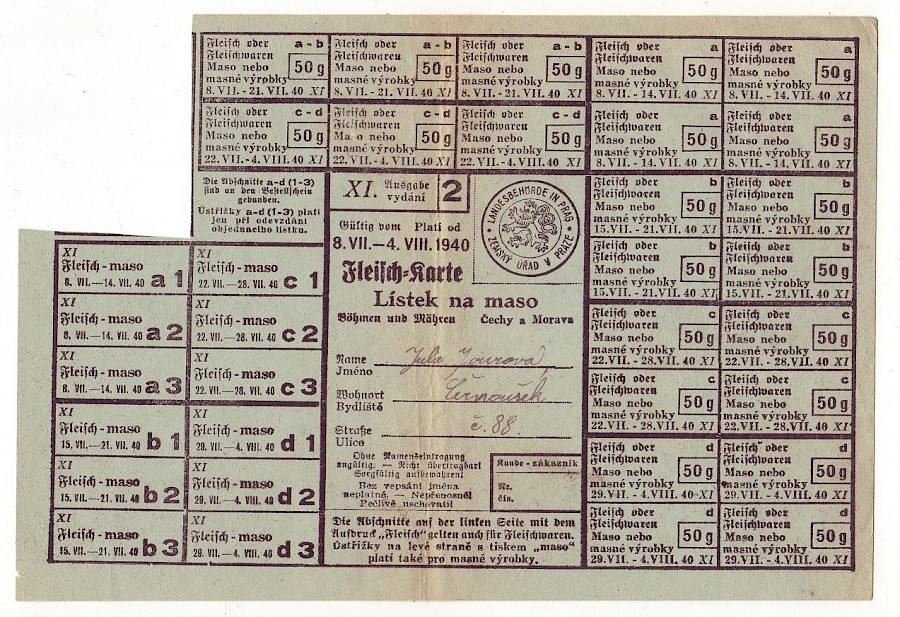 Fleisch oder a-b
Fleischwaren
Maso nebo 50 g
masné výrobky
8. VII. - 21. VII. 40 XI
Fleisch oder a-b
Fleischwaren
Maso nebo 50 g
masné výrobky
8. VII. - 21. VII. 40 XI
Fleisch oder a-b
Fleischwaren
Maso nebo 50 g
masné výrobky
8. VII. - 21. VII. 40 XI
Fleisch oder a
Fleischwaren
Maso nebo 50 g
masné výrobky
8. VII. - 14. VII. 40 XI
Fleisch oder a
Fleischwaren
Maso nebo 50 g
masné výrobky
8. VII. - 14. VII. 40 XI
Fleisch oder c-d
Fleischwaren
Maso nebo 50 g
masné výrobky
22. VII. - 4. VIII. 40 XI
Fleisch oder c-d
Fleischwaren
Maso nebo 50 g
masné výrobky
22. VII. - 4. VIII. 40 XI
Fleisch oder c-d
Fleischwaren
Maso nebo 50 g
masné výrobky
22. VII. - 4. VIII. 40 XI
Fleisch oder a
Fleischwaren
Maso nebo 50 g
masné výrobky
8. VII. - 14. VII. 40 XI
Fleisch oder a
Fleischwaren
Maso nebo 50 g
masné výrobky
8. VII. - 14. VII. 40 XI
Die Abschnitte a-d (1-3)
sind an den Bestellschein
gebunden.
Ústřižky a-d (1-3) platí
jen při odevzdání
objednacího lístku.
XI
Fleisch - maso
8. VII. — 14. VII. 40 a 1
XI
Fleisch - maso
22. VII. — 28. VII. 40 c 1
XI
Fleisch - maso
8. VII. — 14. VII. 40 a 2
XI
Fleisch - maso
22. VII. — 28. VII. 40 c 2
XI
Fleisch - maso
8. VII. — 14. VII. 40 a 3
XI
Fleisch - maso
22. VII. — 28. VII. 40 c 3
XI
Fleisch - maso
15. VII. — 21. VII. 40 b 1
XI
Fleisch - maso
29. VII. — 4. VIII. 40 d 1
XI
Fleisch - maso
15. VII. — 21. VII. 40 b 2
XI
Fleisch - maso
29. VII. — 4. VIII. 40 d 2
XI
Fleisch - maso
15. VII. — 21. VII. 40 b 3
XI
Fleisch - maso
29. VII. — 4. VIII. 40 d 3
XI. Ausgabe vydání 2
LANDESBEHÖRDE IN PRAG
ZEMSKÝ ÚŘAD V PRAZE
Gültig vom Platí od
8. VII. — 4. VIII. 1940
Fleisch-Karte
Lístek na maso
Böhmen und Mähren Čechy a Morava
Name
Jméno Julie
Wohnort
Bydliště Černoušek
Straße
Ulice č. 88.
Ohne Nameneintragung
ungültig. — Nicht übertragbar!
Sorgfältig aufbewahren!
Bez vepsání jména
neplatné. — Nepřenosné!
Pečlivě uschovati!
Kunde - zákazník
Nr.
čís.
Die Abschnitte auf der linken Seite mit dem
Aufdruck „Fleisch" gelten auch für Fleischwaren.
Ústřižky na levé straně s tiskem „maso"
platí také pro masné výrobky.
Fleisch oder b
Fleischwaren
Maso nebo 50 g
masné výrobky
15. VII. - 21. VII. 40 XI
Fleisch oder b
Fleischwaren
Maso nebo 50 g
masné výrobky
15. VII. - 21. VII. 40 XI
Fleisch oder b
Fleischwaren
Maso nebo 50 g
masné výrobky
15. VII. - 21. VII. 40 XI
Fleisch oder b
Fleischwaren
Maso nebo 50 g
masné výrobky
15. VII. - 21. VII. 40 XI
Fleisch oder c
Fleischwaren
Maso nebo 50 g
masné výrobky
22. VII. - 28. VII. 40 XI
Fleisch oder c
Fleischwaren
Maso nebo 50 g
masné výrobky
22. VII. - 28. VII. 40 XI
Fleisch oder c
Fleischwaren
Maso nebo 50 g
masné výrobky
22. VII. - 28. VII. 40 XI
Fleisch oder c
Fleischwaren
Maso nebo 50 g
masné výrobky
22. VII. - 28. VII. 40 XI
Fleisch oder d
Fleischwaren
Maso nebo 50 g
masné výrobky
29. VII. - 4. VIII. 40 XI
Fleisch oder d
Fleischwaren
Maso nebo 50 g
masné výrobky
29. VII. - 4. VIII. 40 XI
Fleisch oder d
Fleischwaren
Maso nebo 50 g
masné výrobky
29. VII. - 4. VIII. 40 XI
Fleisch oder d
Fleischwaren
Maso nebo 50 g
masné výrobky
29. VII. - 4. VIII. 40 XI